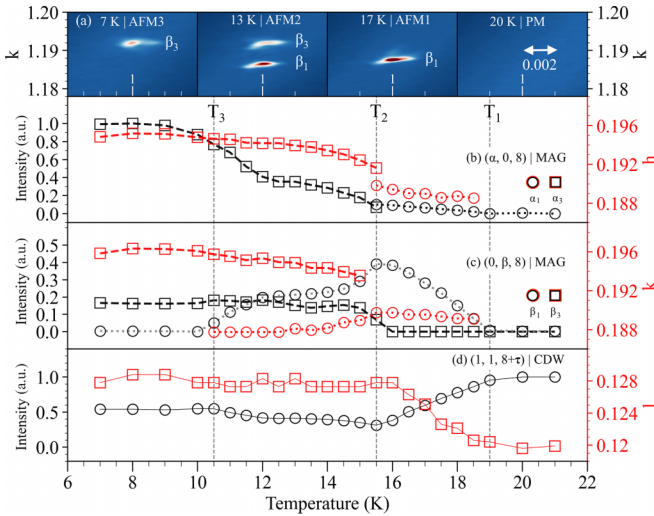 (a) 7 K | AFM3 13 K | AFM2 17 K | AFM1 20 K | PM
1.20 1.20
1.19 1.19
1.18 1.18
k k
β3 β3 β1 β1
0.002
1 1 1 1
T3 T2 T1
Intensity (a.u.)
1.0
0.8
0.6
0.4
0.2
0.0
0.196
0.192
0.188
h
(b) (α, 0, 8) | MAG
α1 α3
Intensity (a.u.)
0.5
0.4
0.3
0.2
0.1
0.0
0.196
0.192
0.188
k
(c) (0, β, 8) | MAG
β1 β3
Intensity (a.u.)
1.0
0.5
0.0
0.128
0.124
0.12
l
(d) (1, 1, 8+τ) | CDW
6 8 10 12 14 16 18 20 22
Temperature (K)